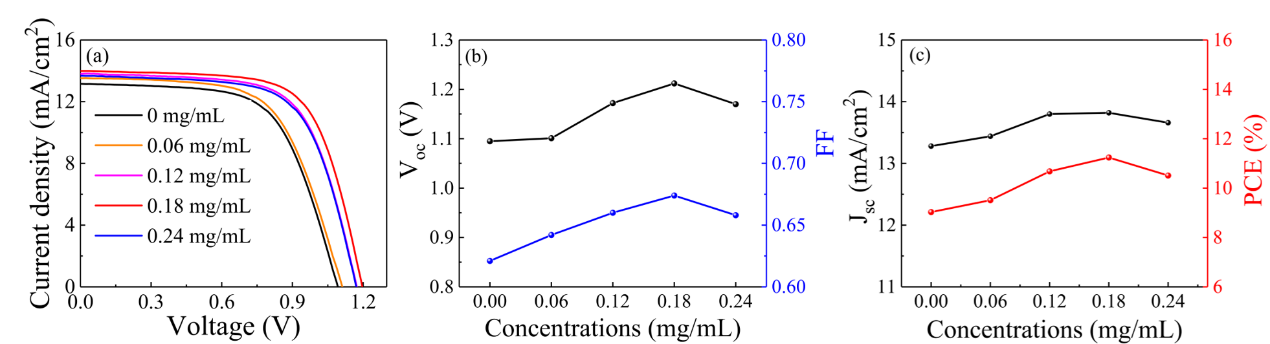 (a)
Current density (mA/cm²)
16
12
8
4
0
0 mg/mL
0.06 mg/mL
0.12 mg/mL
0.18 mg/mL
0.24 mg/mL
0.0 0.3 0.6 0.9 1.2
Voltage (V)
(b)
Voc (V)
1.3
1.2
1.1
1.0
0.9
0.8
0.80
0.75
0.70
0.65
0.60
FF
0.00 0.06 0.12 0.18 0.24
Concentrations (mg/mL)
(c)
Jsc (mA/cm²)
15
14
13
12
11
16
14
12
10
8
6
PCE (%)
0.00 0.06 0.12 0.18 0.24
Concentrations (mg/mL)